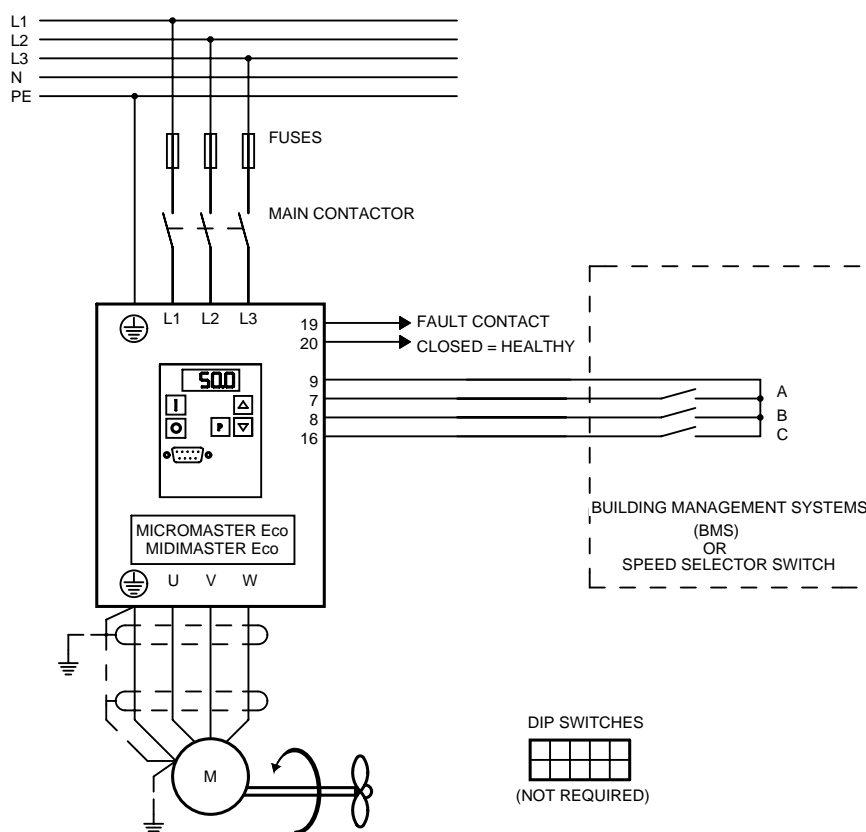 L1
L2
L3
N
PE
FUSES
MAIN CONTACTOR
L1 L2 L3
19 FAULT CONTACT
20 CLOSED = HEALTHY
50.0
9
7 A
8 B
16 C
P
MICROMASTER Eco
MIDIMASTER Eco
U V W
BUILDING MANAGEMENT SYSTEMS
(BMS)
OR
SPEED SELECTOR SWITCH
M
DIP SWITCHES
(NOT REQUIRED)